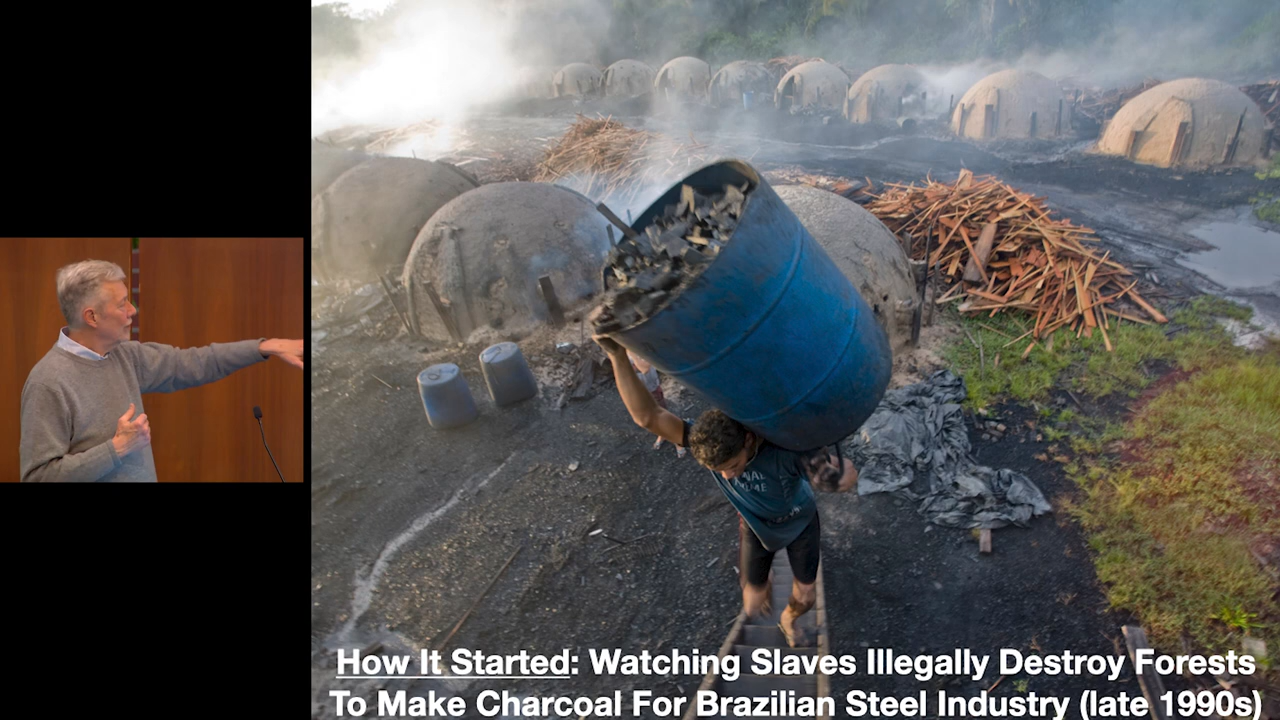 How It Started: Watching Slaves Illegally Destroy Forests
To Make Charcoal For Brazilian Steel Industry (late 1990s)